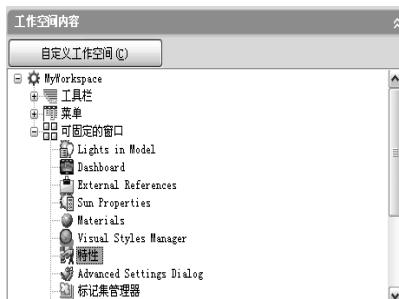 工作空间内容
自定义工作空间(C)
MyWorkspace
工具栏
菜单
可固定的窗口
Lights in Model
Dashboard
External References
Sun Properties
Materials
Visual Styles Manager
特性
Advanced Settings Dialog
标记集管理器